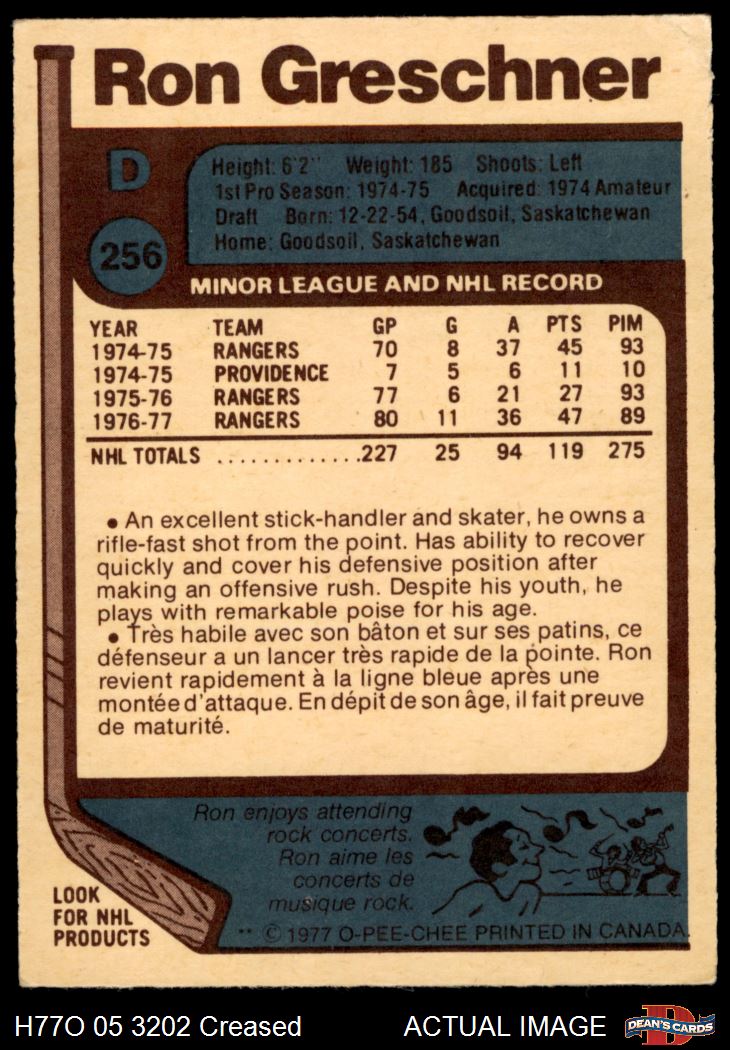 Ron Greschner
D
Height: 6'2" Weight: 185 Shoots: Left
1st Pro Season: 1974-75 Acquired: 1974 Amateur
Draft Born: 12-22-54, Goodsoil, Saskatchewan
Home: Goodsoil, Saskatchewan
256
MINOR LEAGUE AND NHL RECORD
YEAR TEAM GP G A PTS PIM
1974-75 RANGERS 70 8 37 45 93
1974-75 PROVIDENCE 7 5 6 11 10
1975-76 RANGERS 77 6 21 27 93
1976-77 RANGERS 80 11 36 47 89
NHL TOTALS ..............227 25 94 119 275
• An excellent stick-handler and skater, he owns a
rifle-fast shot from the point. Has ability to recover
quickly and cover his defensive position after
making an offensive rush. Despite his youth, he
plays with remarkable poise for his age.
• Très habile avec son bâton et sur ses patins, ce
défenseur a un lancer très rapide de la pointe. Ron
revient rapidement à la ligne bleue après une
montée d'attaque. En dépit de son âge, il fait preuve
de maturité.
Ron enjoys attending
rock concerts.
Ron aime les
concerts de
musique rock.
LOOK
FOR NHL
PRODUCTS
** © 1977 O-PEE-CHEE PRINTED IN CANADA.
H77O 05 3202 Creased ACTUAL IMAGE
D
DEAN'S CARDS